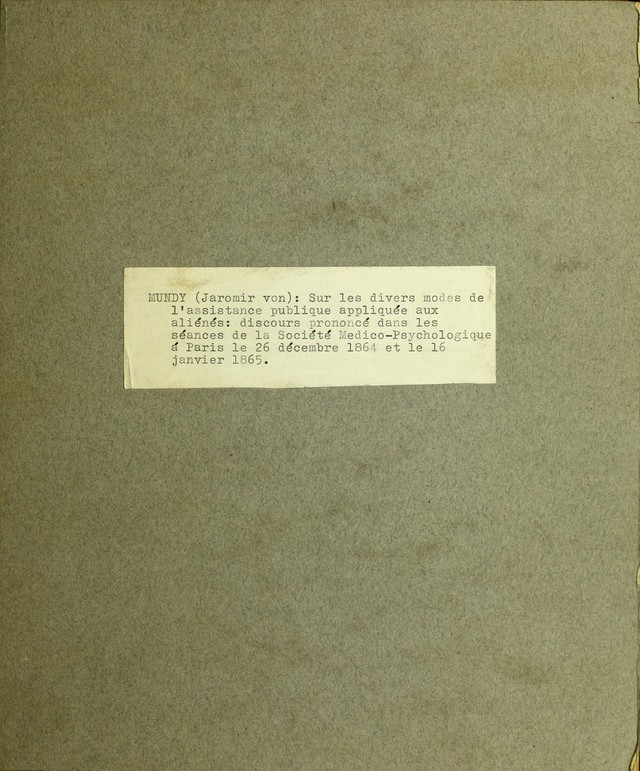 MUNDY (Jaromir von): Sur les divers modes de
l'assistance publique appliquée aux
aliénés: discours prononcé dans les
séances de la Société Medico-Psychologique
á Paris le 26 décembre 1864 et le 16
janvier 1865.